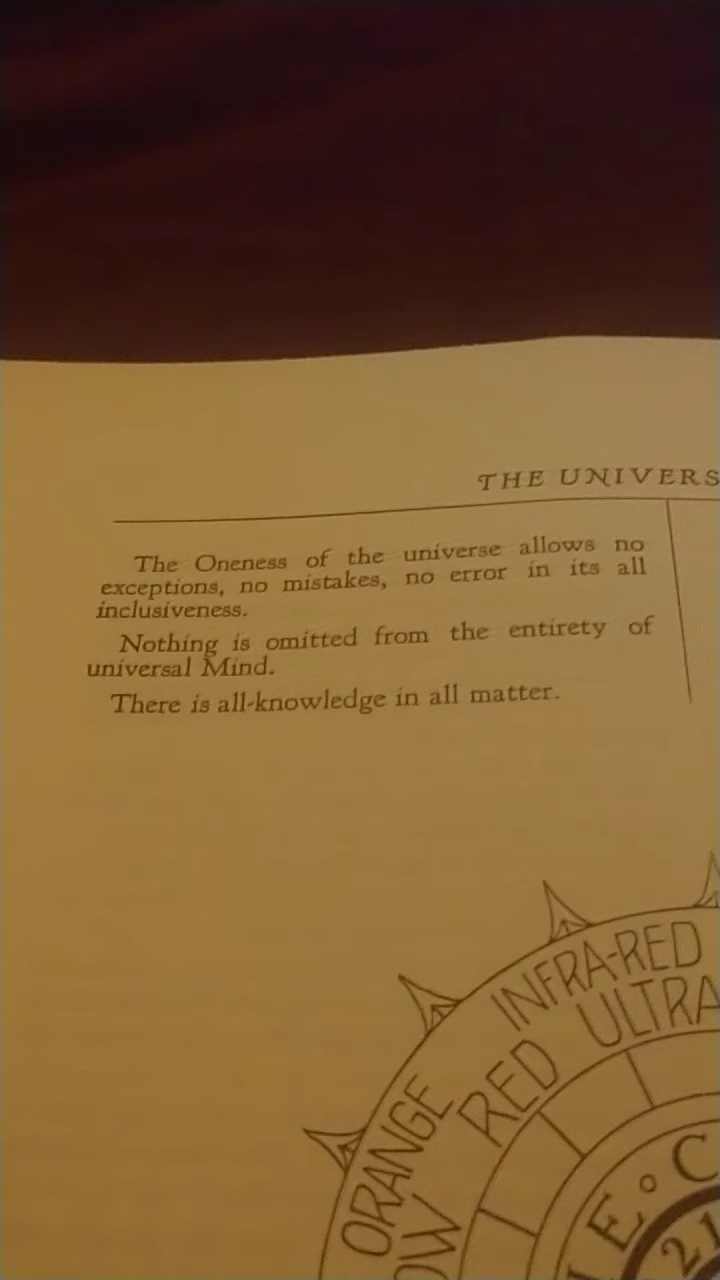 THE UNIVERS
The Oneness of the universe allows no
exceptions, no mistakes, no error in its all
inclusiveness.
Nothing is omitted from the entirety of
universal Mind.
There is all-knowledge in all matter.
INFRA-RED
ULTRA
RED
ORANGE
OW
E • C
21